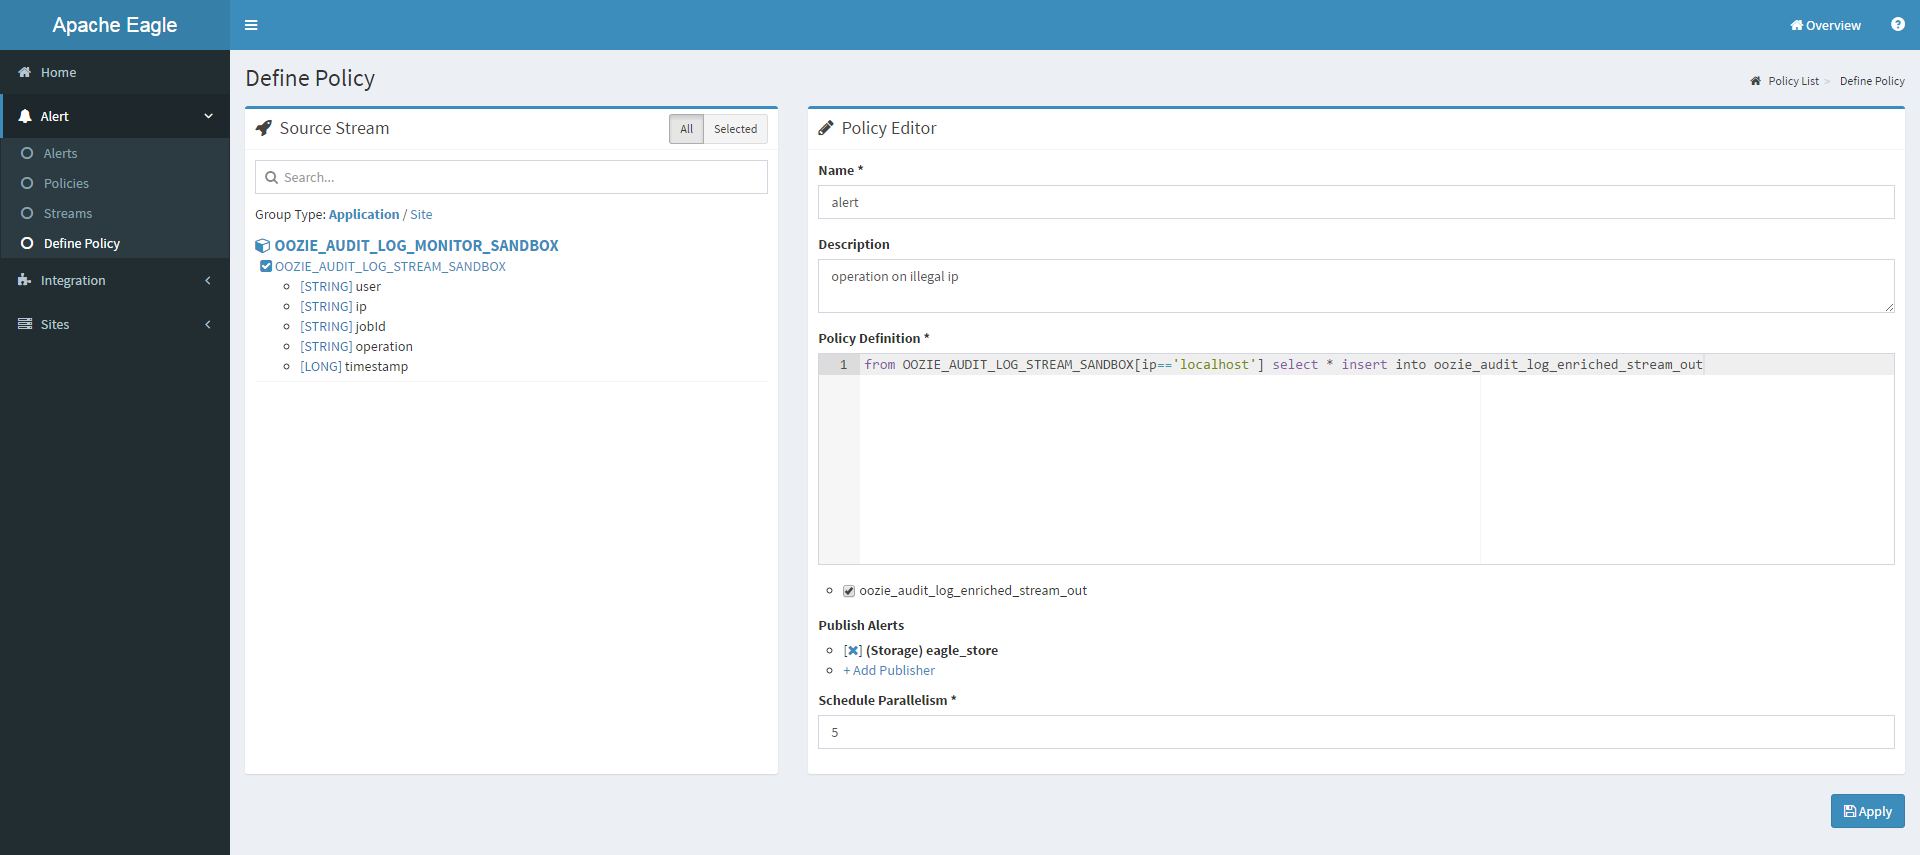 Apache Eagle
Overview
Home
Alert
Alerts
Policies
Streams
Define Policy
Integration
Sites
Define Policy
Policy List > Define Policy
Source Stream
All Selected
Search...
Group Type: Application / Site
OOZIE_AUDIT_LOG_MONITOR_SANDBOX
OOZIE_AUDIT_LOG_STREAM_SANDBOX
[STRING] user
[STRING] ip
[STRING] jobId
[STRING] operation
[LONG] timestamp
Policy Editor
Name *
alert
Description
operation on illegal ip
Policy Definition *
1 from OOZIE_AUDIT_LOG_STREAM_SANDBOX[ip=='localhost'] select * insert into oozie_audit_log_enriched_stream_out
oozie_audit_log_enriched_stream_out
Publish Alerts
[✖] (Storage) eagle_store
+ Add Publisher
Schedule Parallelism *
5
Apply